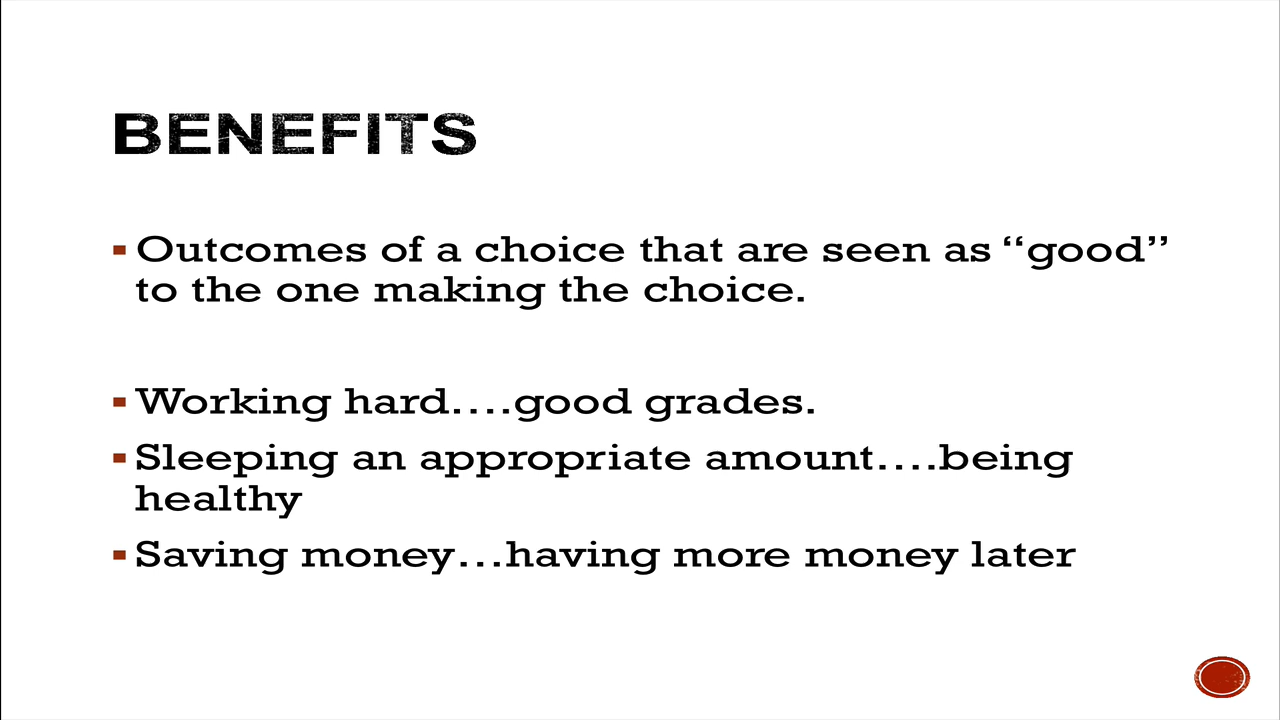 BENEFITS
▪ Outcomes of a choice that are seen as “good”
to the one making the choice.
▪ Working hard....good grades.
▪ Sleeping an appropriate amount....being
healthy
▪ Saving money...having more money later